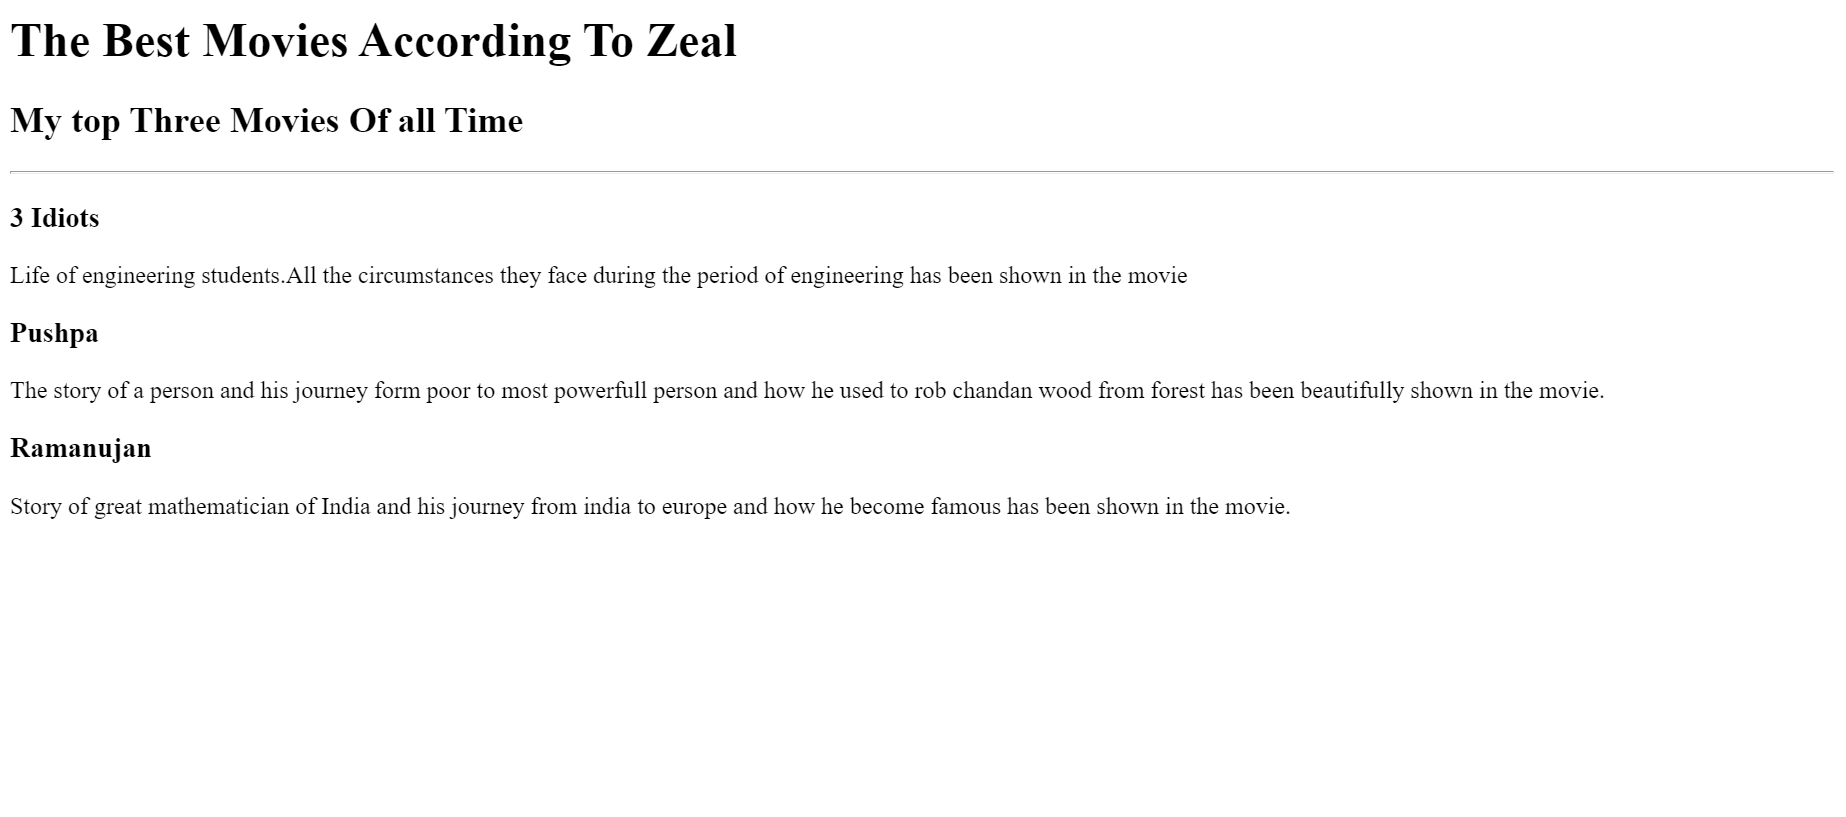 The Best Movies According To Zeal
My top Three Movies Of all Time
3 Idiots
Life of engineering students.All the circumstances they face during the period of engineering has been shown in the movie
Pushpa
The story of a person and his journey form poor to most powerfull person and how he used to rob chandan wood from forest has been beautifully shown in the movie.
Ramanujan
Story of great mathematician of India and his journey from india to europe and how he become famous has been shown in the movie.